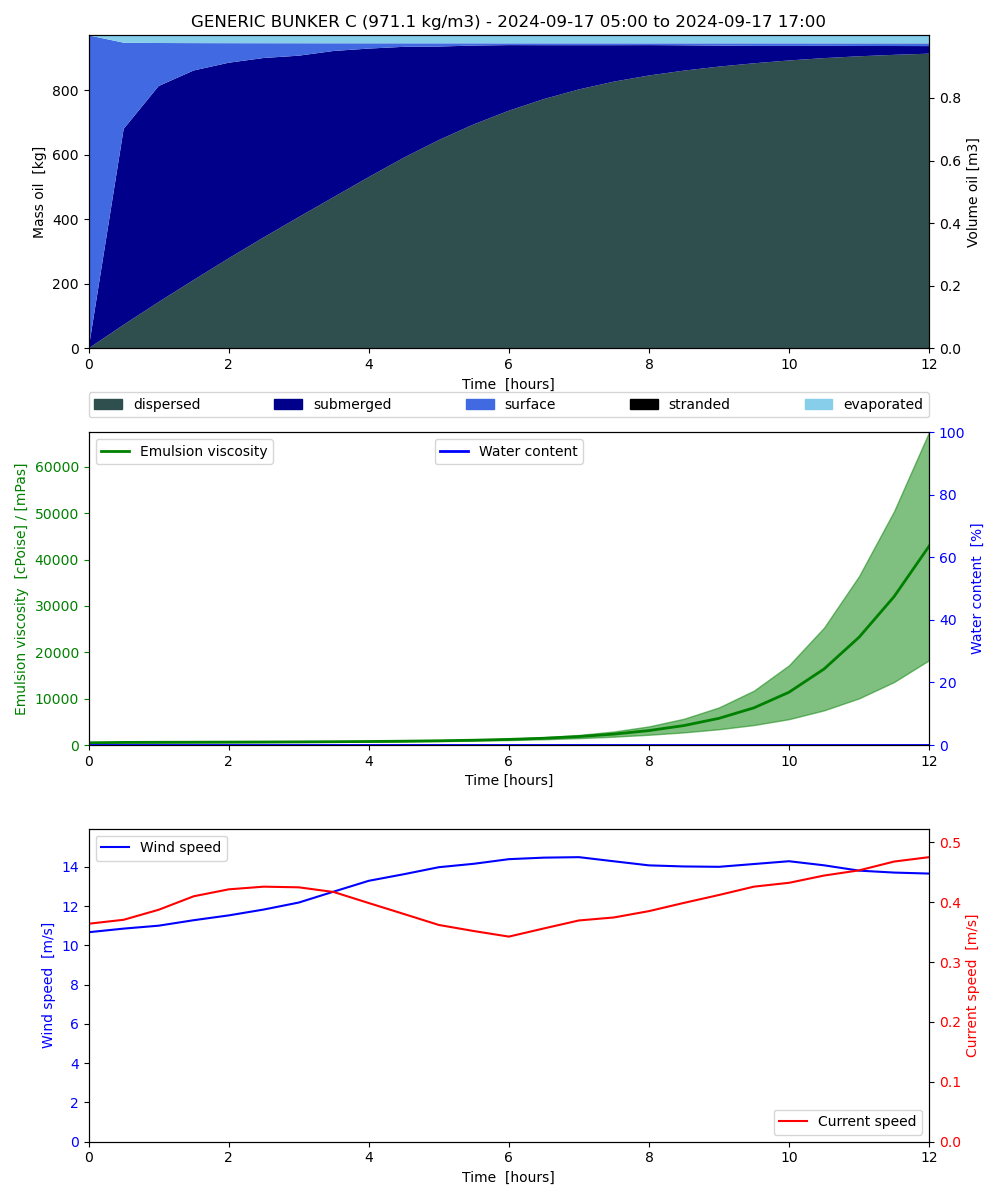 GENERIC BUNKER C (971.1 kg/m3) - 2024-09-17 05:00 to 2024-09-17 17:00
Mass oil [kg]
800
600
400
200
0
0.8
0.6
0.4
0.2
0.0
Volume oil [m3]
0 2 4 6 8 10 12
Time [hours]
dispersed submerged surface stranded evaporated
Emulsion viscosity Water content
Emulsion viscosity [cPoise] / [mPas]
60000
50000
40000
30000
20000
10000
0
100
80
60
40
20
0
Water content [%]
0 2 4 6 8 10 12
Time [hours]
Wind speed
Wind speed [m/s]
14
12
10
8
6
4
2
0
0.5
0.4
0.3
0.2
0.1
0.0
Current speed [m/s]
Current speed
0 2 4 6 8 10 12
Time [hours]